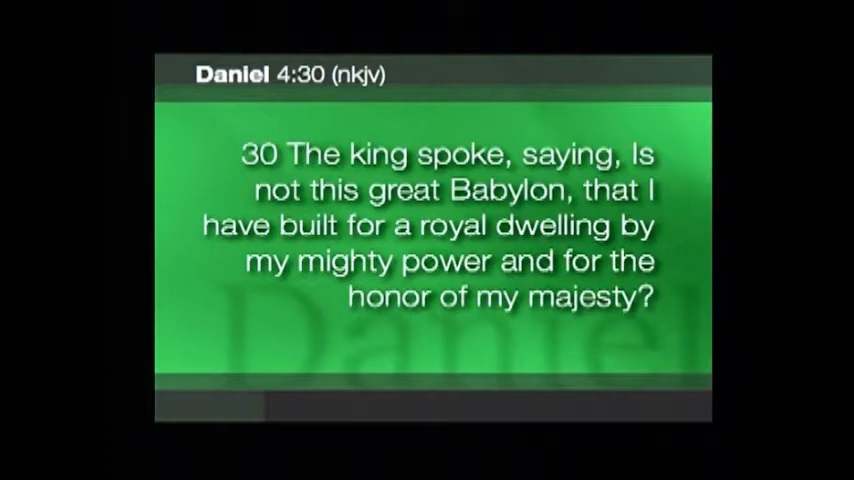 Daniel 4:30 (nkjv)
30 The king spoke, saying, Is
not this great Babylon, that I
have built for a royal dwelling by
my mighty power and for the
honor of my majesty?
Daniel